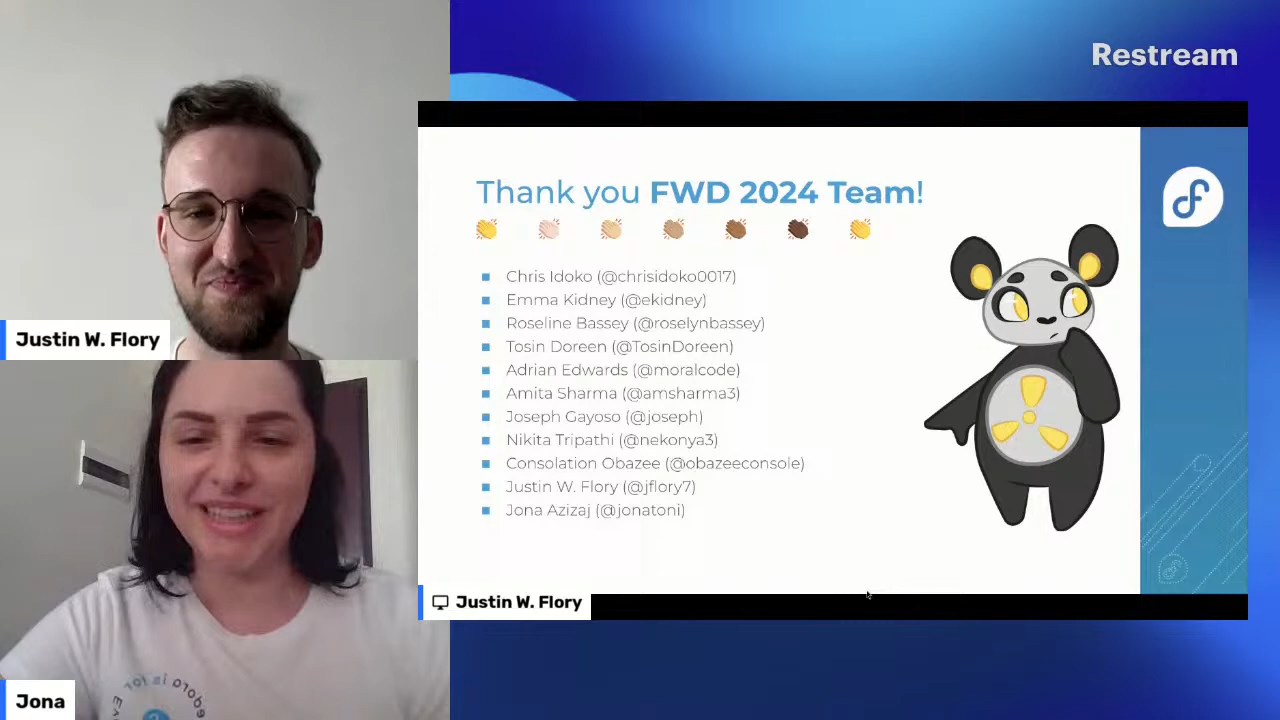 Restream
Thank you FWD 2024 Team!
Chris Idoko (@chrisidoko0017)
Emma Kidney (@ekidney)
Roseline Bassey (@roselynbassey)
Tosin Doreen (@TosinDoreen)
Adrian Edwards (@moralcode)
Amita Sharma (@amsharma3)
Joseph Gayoso (@joseph)
Nikita Tripathi (@nekonya3)
Consolation Obazee (@obazeeconsole)
Justin W. Flory (@jflory7)
Jona Azizaj (@jonatoni)
Justin W. Flory
Justin W. Flory
Jona